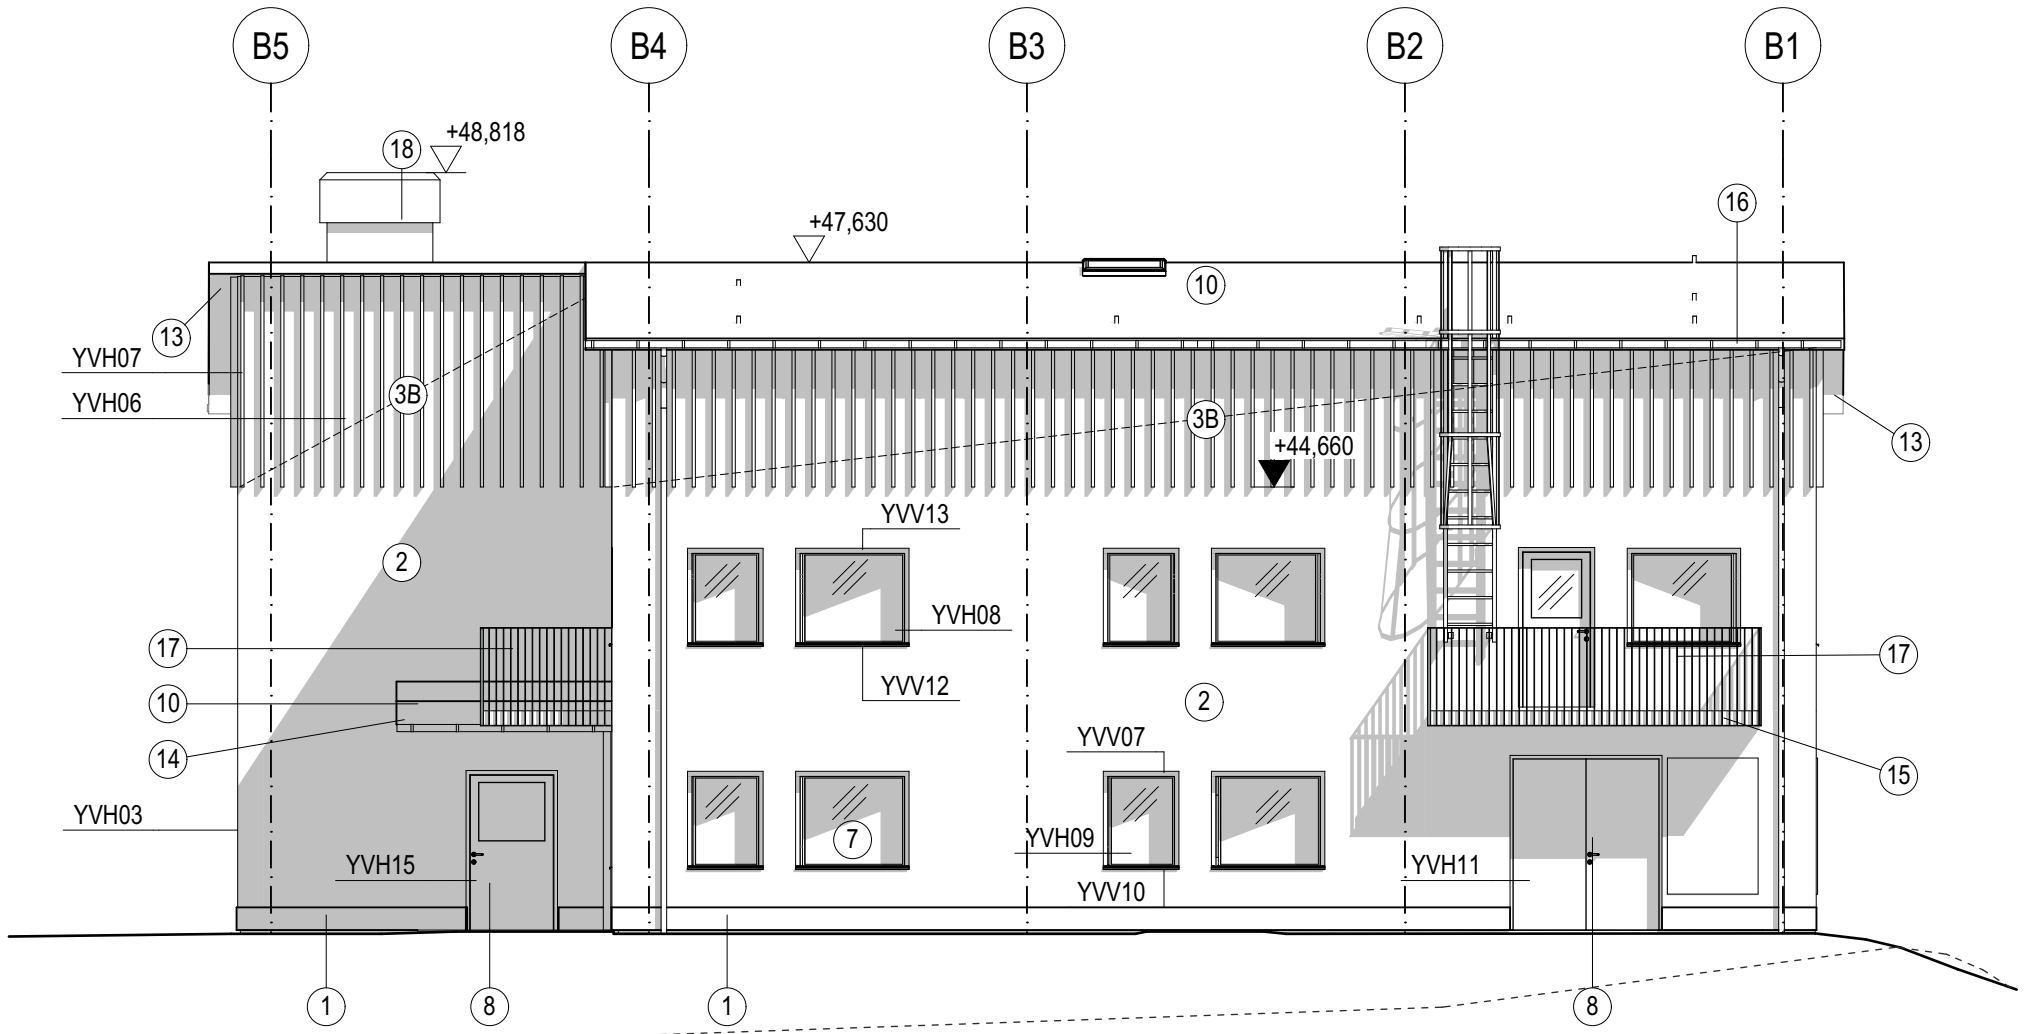 B5
B4
B3
B2
B1
+48,818
18
+47,630
16
10
13
YVH07
YVH06
3B
3B
+44,660
13
YVV13
2
YVH08
17
17
YVV12
10
2
14
YVV07
15
YVH03
7
YVH09
YVH15
YVH11
YVV10
1
8
1
8